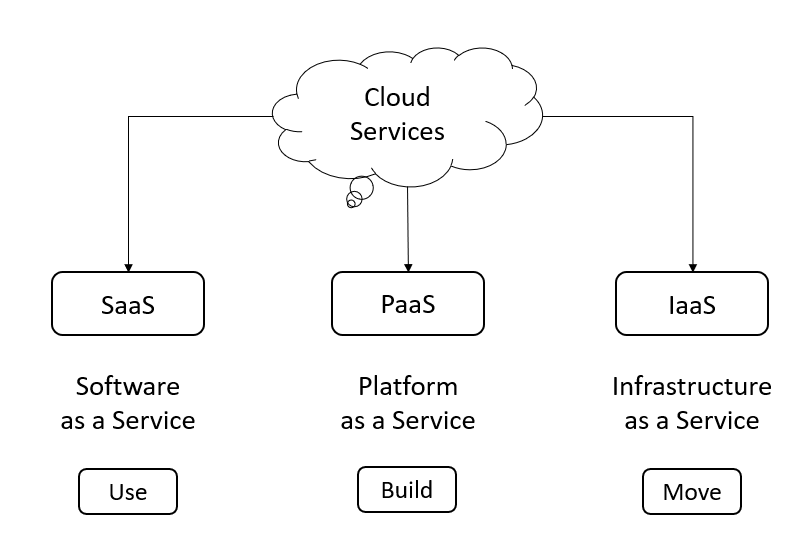 Cloud
Services
SaaS
PaaS
IaaS
Software
as a Service
Platform
as a Service
Infrastructure
as a Service
Use
Build
Move